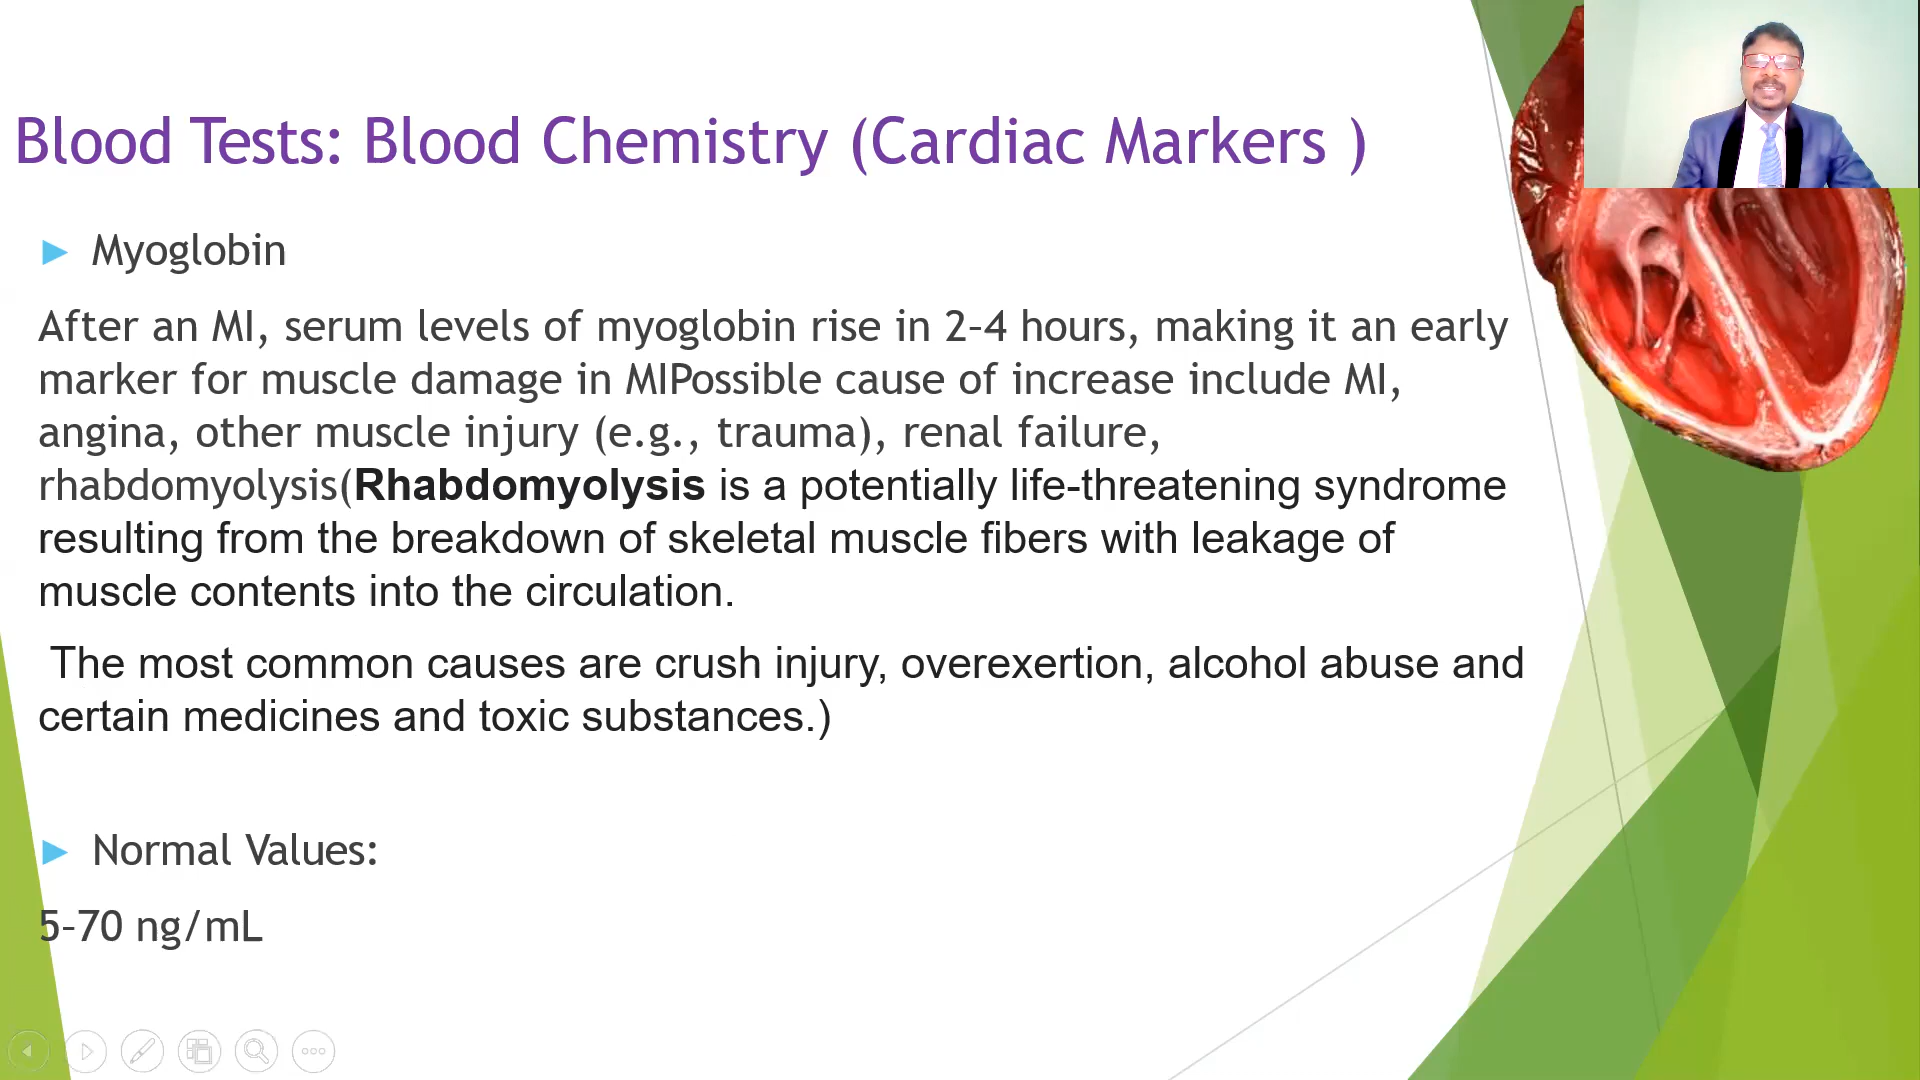 Blood Tests: Blood Chemistry (Cardiac Markers )
Myoglobin
After an MI, serum levels of myoglobin rise in 2–4 hours, making it an early
marker for muscle damage in MIPossible cause of increase include MI,
angina, other muscle injury (e.g., trauma), renal failure,
rhabdomyolysis(Rhabdomyolysis is a potentially life-threatening syndrome
resulting from the breakdown of skeletal muscle fibers with leakage of
muscle contents into the circulation.
The most common causes are crush injury, overexertion, alcohol abuse and
certain medicines and toxic substances.)
Normal Values:
5–70 ng/mL